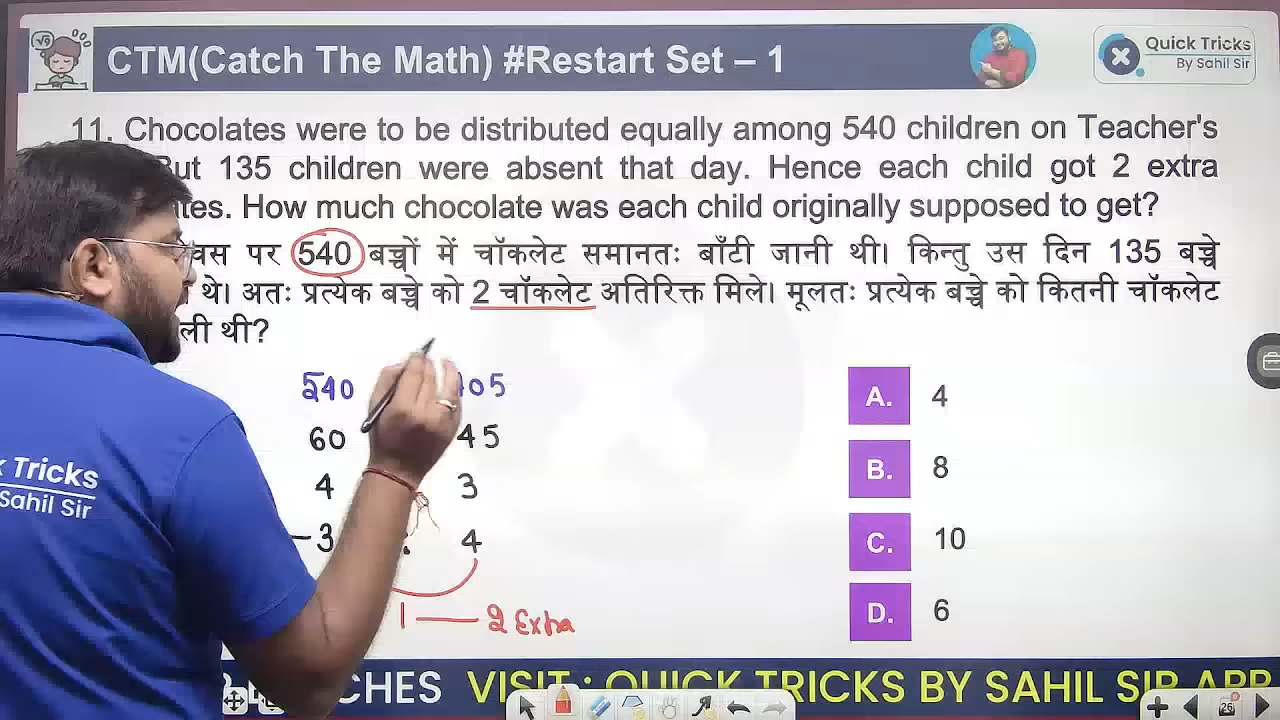 CTM(Catch The Math) #Restart Set – 1
Quick Tricks
By Sahil Sir
11. Chocolates were to be distributed equally among 540 children on Teacher's
But 135 children were absent that day. Hence each child got 2 extra
tes. How much chocolate was each child originally supposed to get?
वस पर 540 बच्चों में चॉकलेट समानतः बाँटी जानी थी। किन्तु उस दिन 135 बच्चे
थे। अतः प्रत्येक बच्चे को 2 चॉकलेट अतिरिक्त मिले। मूलतः प्रत्येक बच्चे को कितनी चॉकलेट
ली थी?
540 405
60 45
4 3
3 : 4
1 — 2 Extra
A. 4
B. 8
C. 10
D. 6
Tricks
Sahil Sir
CHES VISIT : QUICK TRICKS BY SAHIL SIR APP
26